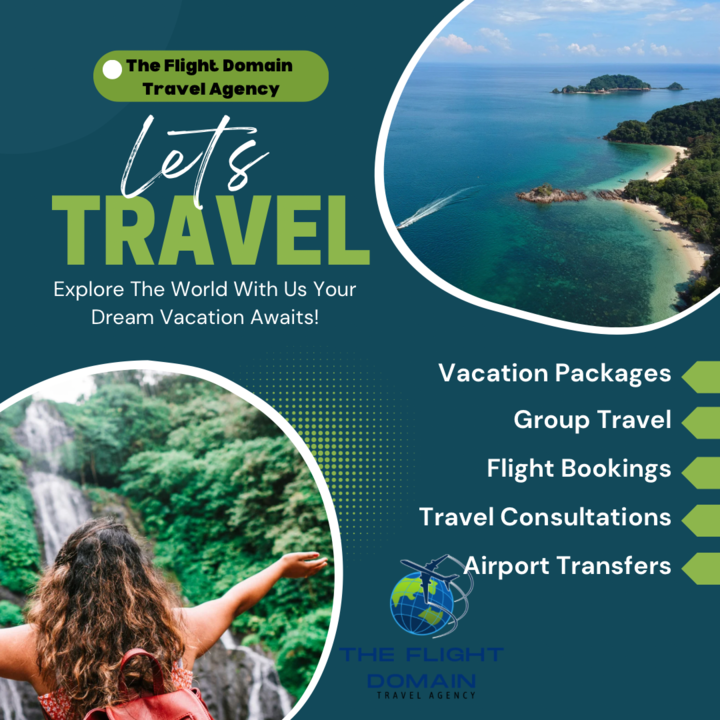 The Flight Domain
Travel Agency
let's
TRAVEL
Explore The World With Us Your
Dream Vacation Awaits!
Vacation Packages
Group Travel
Flight Bookings
Travel Consultations
Airport Transfers
THE FLIGHT
DOMAIN
TRAVEL AGENCY